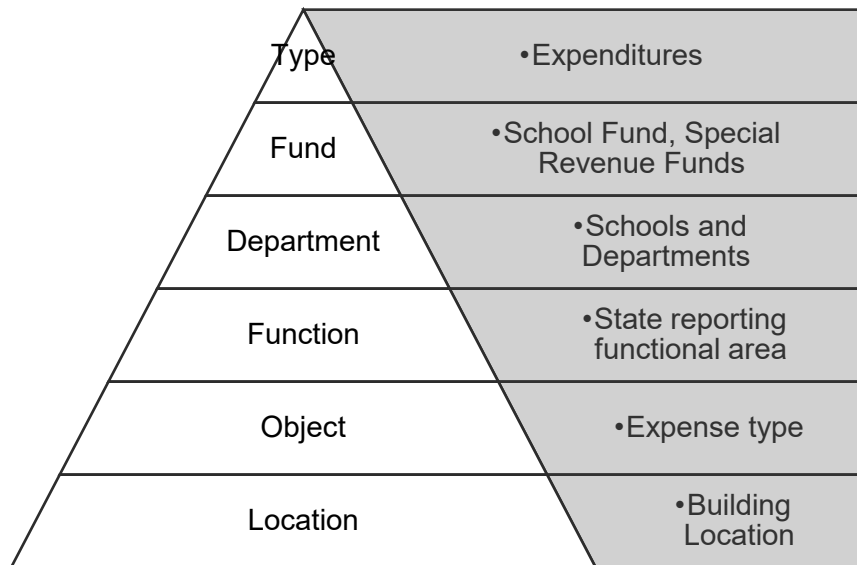 Type
•Expenditures
Fund
•School Fund, Special
Revenue Funds
Department
•Schools and
Departments
Function
•State reporting
functional area
Object
•Expense type
Location
•Building
Location